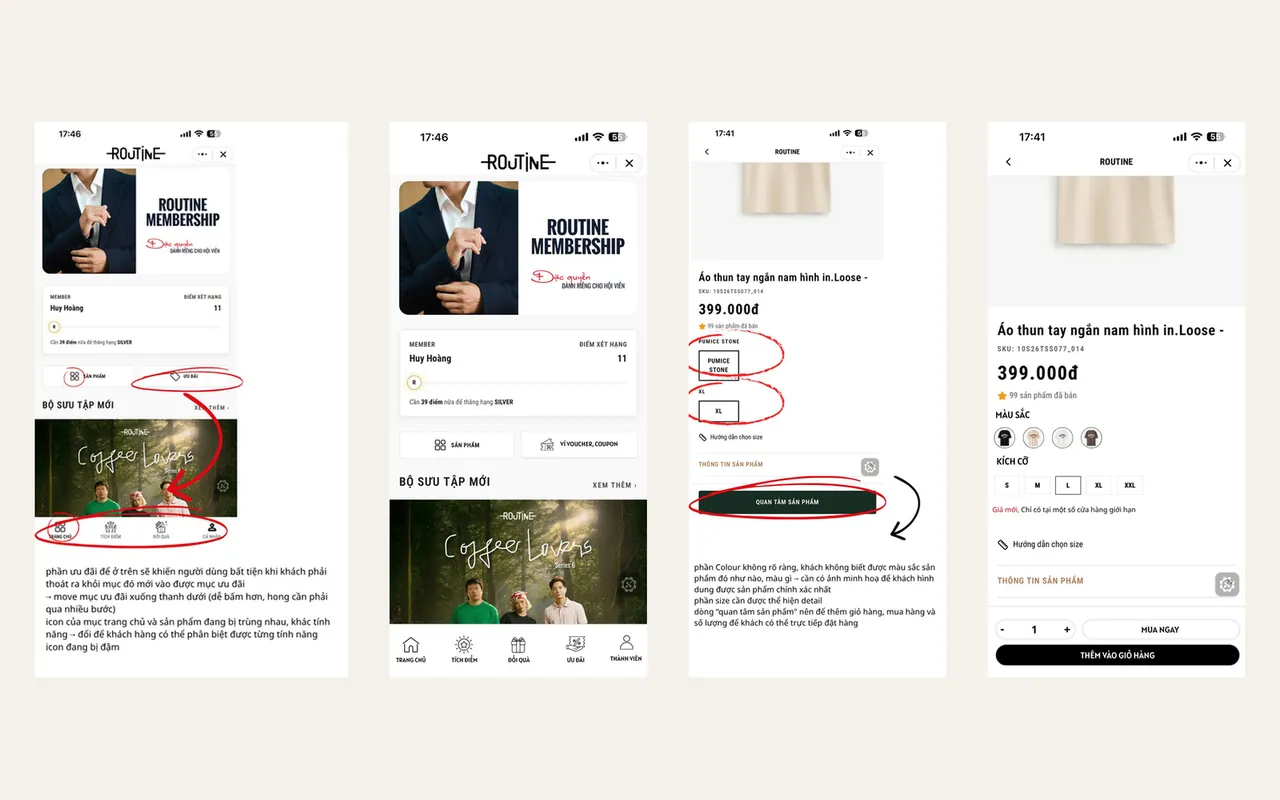 17:46
ROUTINE
ROUTINE
MEMBERSHIP
Đặc quyền
DÀNH RIÊNG CHO HỘI VIÊN
MEMBER
ĐIỂM XÉT HẠNG
Huy Hoàng
11
R
Cần 39 điểm nữa để thăng hạng SILVER
SẢN PHẨM
ƯU ĐÃI
BỘ SƯU TẬP MỚI
XEM THÊM ›
ROUTINE
Coffee Lovers
TRANG CHỦ
TÍCH ĐIỂM
ĐỔI QUÀ
CÁ NHÂN
phần ưu đãi để ở trên sẽ khiến người dùng bất tiện khi khách phải
thoát ra khỏi mục đó mới vào được mục ưu đãi
→ move mục ưu đãi xuống thanh dưới (dễ bấm hơn, hong cần phải
qua nhiều bước)
icon của mục trang chủ và sản phẩm đang bị trùng nhau, khác tính
năng → đổi để khách hàng có thể phân biệt được từng tính năng
icon đang bị đậm
17:46
ROUTINE
ROUTINE
MEMBERSHIP
Đặc quyền
DÀNH RIÊNG CHO HỘI VIÊN
MEMBER
ĐIỂM XÉT HẠNG
Huy Hoàng
11
R
Cần 39 điểm nữa để thăng hạng SILVER
SẢN PHẨM
VÍ VOUCHER, COUPON
BỘ SƯU TẬP MỚI
XEM THÊM ›
ROUTINE
Coffee Lovers
TRANG CHỦ
TÍCH ĐIỂM
ĐỔI QUÀ
ƯU ĐÃI
THÀNH VIÊN
17:41
ROUTINE
Áo thun tay ngắn nam hình in.Loose -
SKU: 10S26TSS077_014
399.000đ
99 sản phẩm đã bán
PUMICE STONE
PUMICE
STONE
XL
XL
Hướng dẫn chọn size
THÔNG TIN SẢN PHẨM
QUAN TÂM SẢN PHẨM
phần Colour không rõ ràng, khách không biết được màu sắc sản
phẩm đó như nào, màu gì → cần có ảnh minh hoạ để khách hình
dung được sản phẩm chính xác nhất
phần size cần được thể hiện detail
dòng "quan tâm sản phẩm" nên để thêm giỏ hàng, mua hàng và
số lượng để khách có thể trực tiếp đặt hàng
17:41
ROUTINE
Áo thun tay ngắn nam hình in.Loose -
SKU: 10S26TSS077_014
399.000đ
99 sản phẩm đã bán
MÀU SẮC
KÍCH CỠ
S
M
L
XL
XXL
Giá mới, Chỉ có tại một số cửa hàng giới hạn
Hướng dẫn chọn size
THÔNG TIN SẢN PHẨM
- 1 +
MUA NGAY
THÊM VÀO GIỎ HÀNG